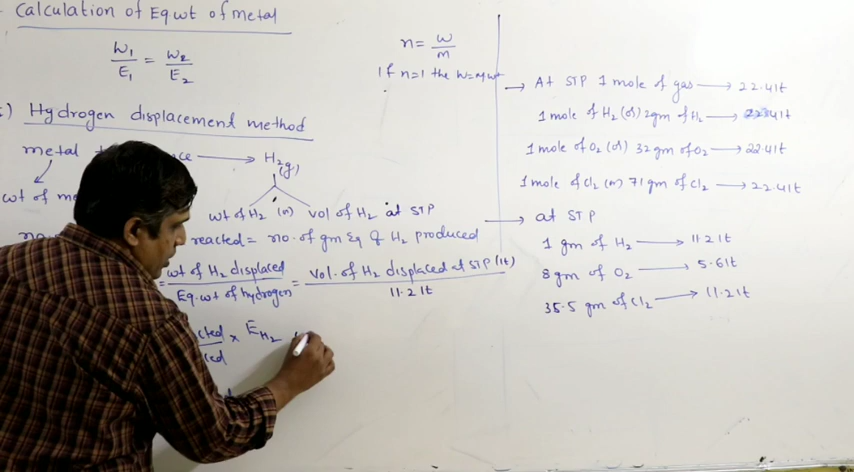 Calculation of Eq.wt of metal
W1/E1 = W2/E2
Hydrogen displacement method
metal + → H2(g)
wt of H2 (or) vol of H2 at STP
wt of
reacted = no. of gm Eq of H2 produced
= wt of H2 displaced / Eq.wt of hydrogen = Vol. of H2 displaced at STP (lt) / 11.2 lt
× EH2
n = W/M
If n=1 the W=M.wt
→ At STP 1 mole of gas → 22.4 lt
1 mole of H2 (or) 2gm of H2 → 22.4 lt
1 mole of O2 (or) 32 gm of O2 → 22.4 lt
1 mole of Cl2 (or) 71 gm of Cl2 → 22.4 lt
→ at STP
1 gm of H2 → 11.2 lt
8 gm of O2 → 5.6 lt
35.5 gm of Cl2 → 11.2 lt